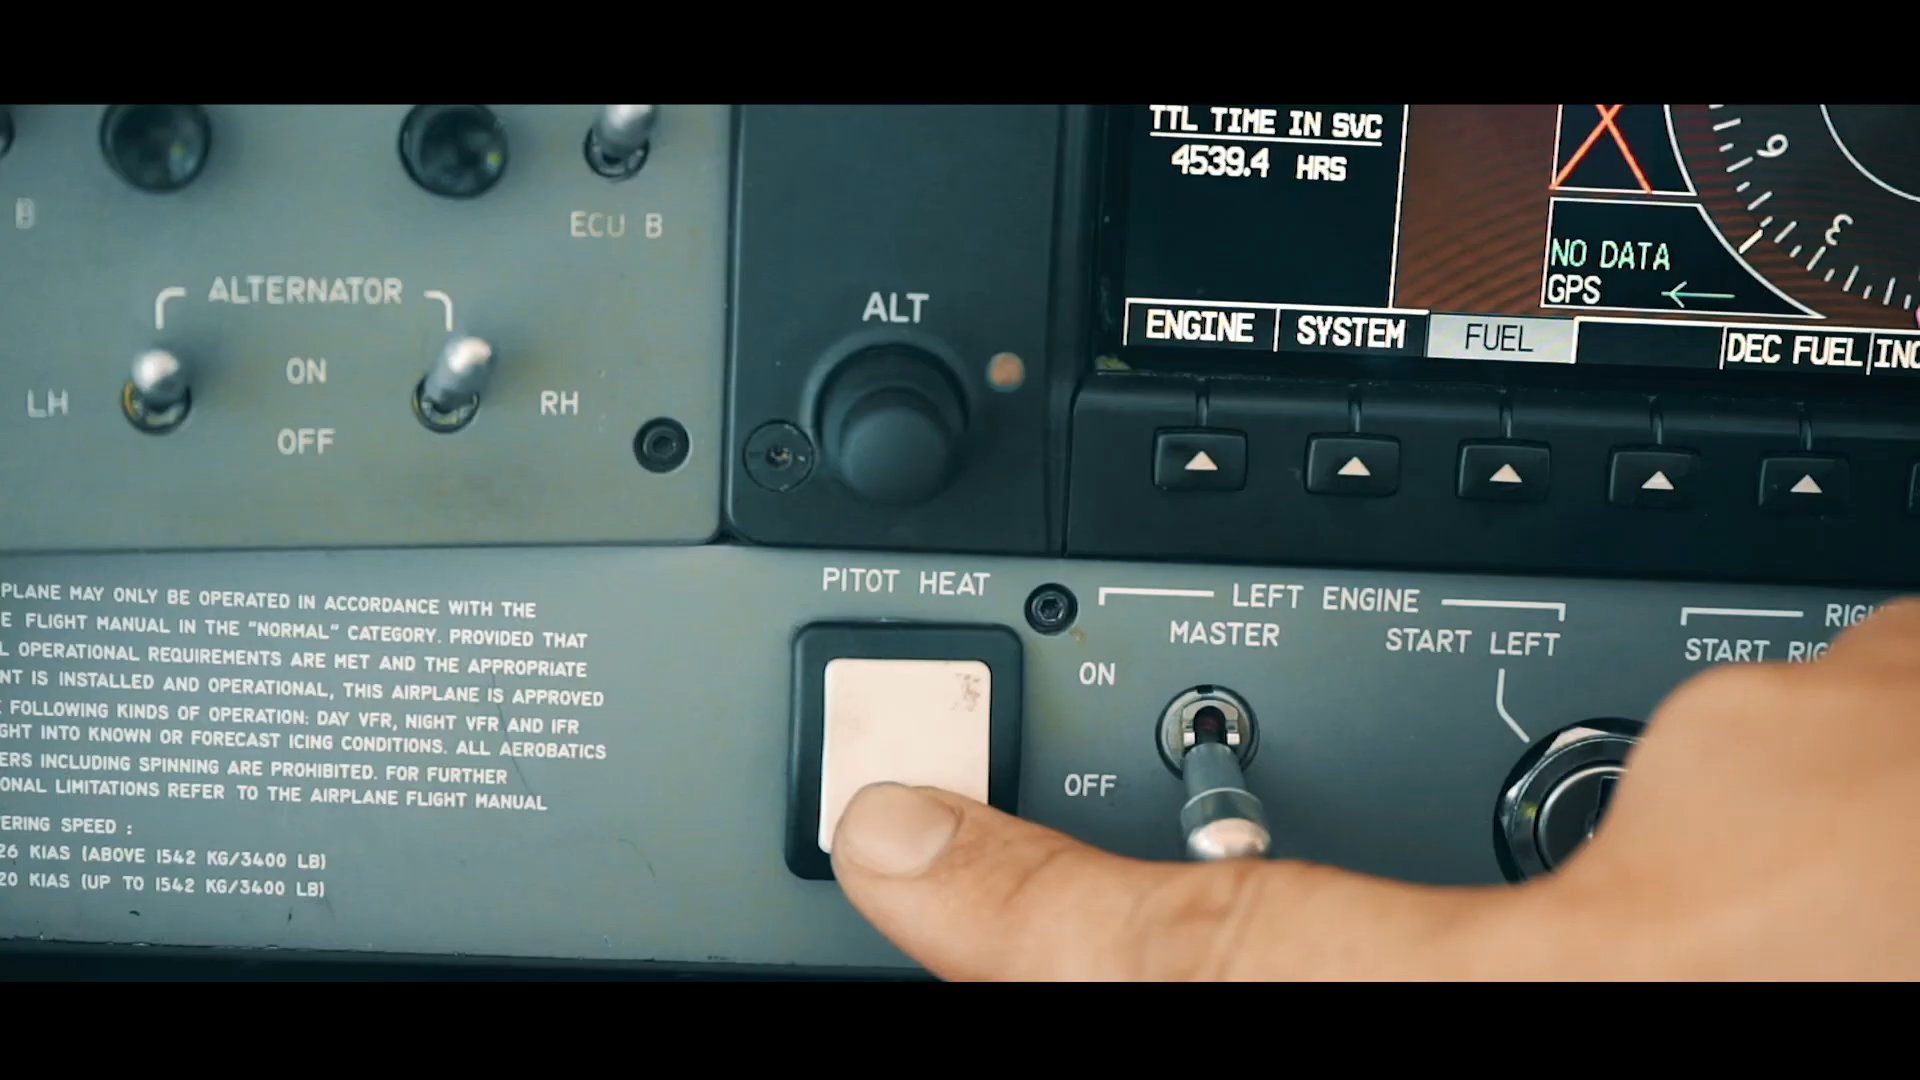 TTL TIME IN SVC
4539.4 HRS
6
3
NO DATA
GPS
ENGINE
SYSTEM
FUEL
DEC FUEL
B
ECU B
ALTERNATOR
ON
LH
RH
OFF
ALT
PLANE MAY ONLY BE OPERATED IN ACCORDANCE WITH THE
E FLIGHT MANUAL IN THE "NORMAL" CATEGORY. PROVIDED THAT
L OPERATIONAL REQUIREMENTS ARE MET AND THE APPROPRIATE
NT IS INSTALLED AND OPERATIONAL, THIS AIRPLANE IS APPROVED
FOLLOWING KINDS OF OPERATION: DAY VFR, NIGHT VFR AND IFR
GHT INTO KNOWN OR FORECAST ICING CONDITIONS. ALL AEROBATICS
ERS INCLUDING SPINNING ARE PROHIBITED. FOR FURTHER
ONAL LIMITATIONS REFER TO THE AIRPLANE FLIGHT MANUAL
ERING SPEED :
26 KIAS (ABOVE 1542 KG/3400 LB)
20 KIAS (UP TO 1542 KG/3400 LB)
PITOT HEAT
LEFT ENGINE
MASTER
START LEFT
ON
OFF
RIG
START RIG